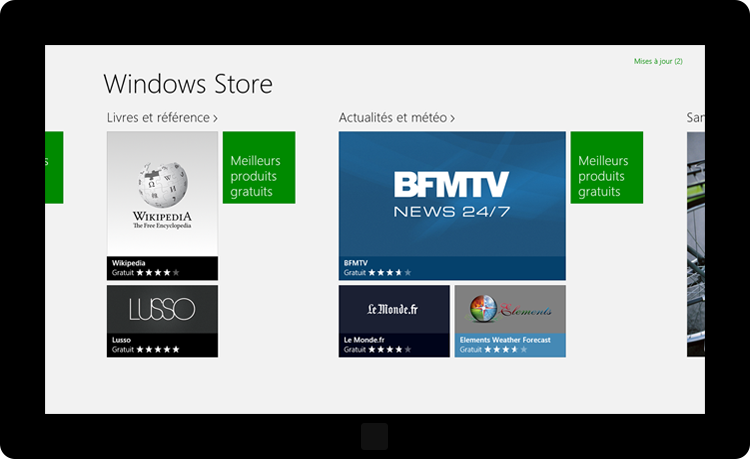 Mises à jour (2)
Windows Store
Livres et référence >
Actualités et météo >
San
s
WIKIPEDIA
The Free Encyclopedia
Wikipedia
Gratuit
Meilleurs
produits
gratuits
LUSSO
Lusso
Gratuit
BFMTV
NEWS 24/7
BFMTV
Gratuit
Meilleurs
produits
gratuits
Le Monde.fr
Le Monde.fr
Gratuit
Elements
Elements Weather Forecast
Gratuit